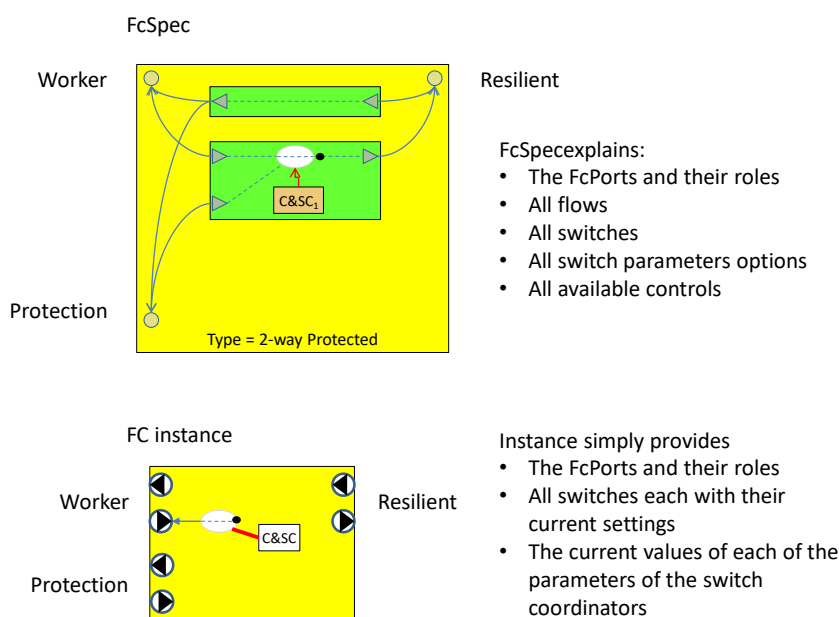 FcSpec
Worker
Resilient
C&SC1
Protection
Type = 2-way Protected
FcSpecexplains:
• The FcPorts and their roles
• All flows
• All switches
• All switch parameters options
• All available controls
FC instance
Worker
Resilient
C&SC
Protection
Instance simply provides
• The FcPorts and their roles
• All switches each with their
current settings
• The current values of each of the
parameters of the switch
coordinators